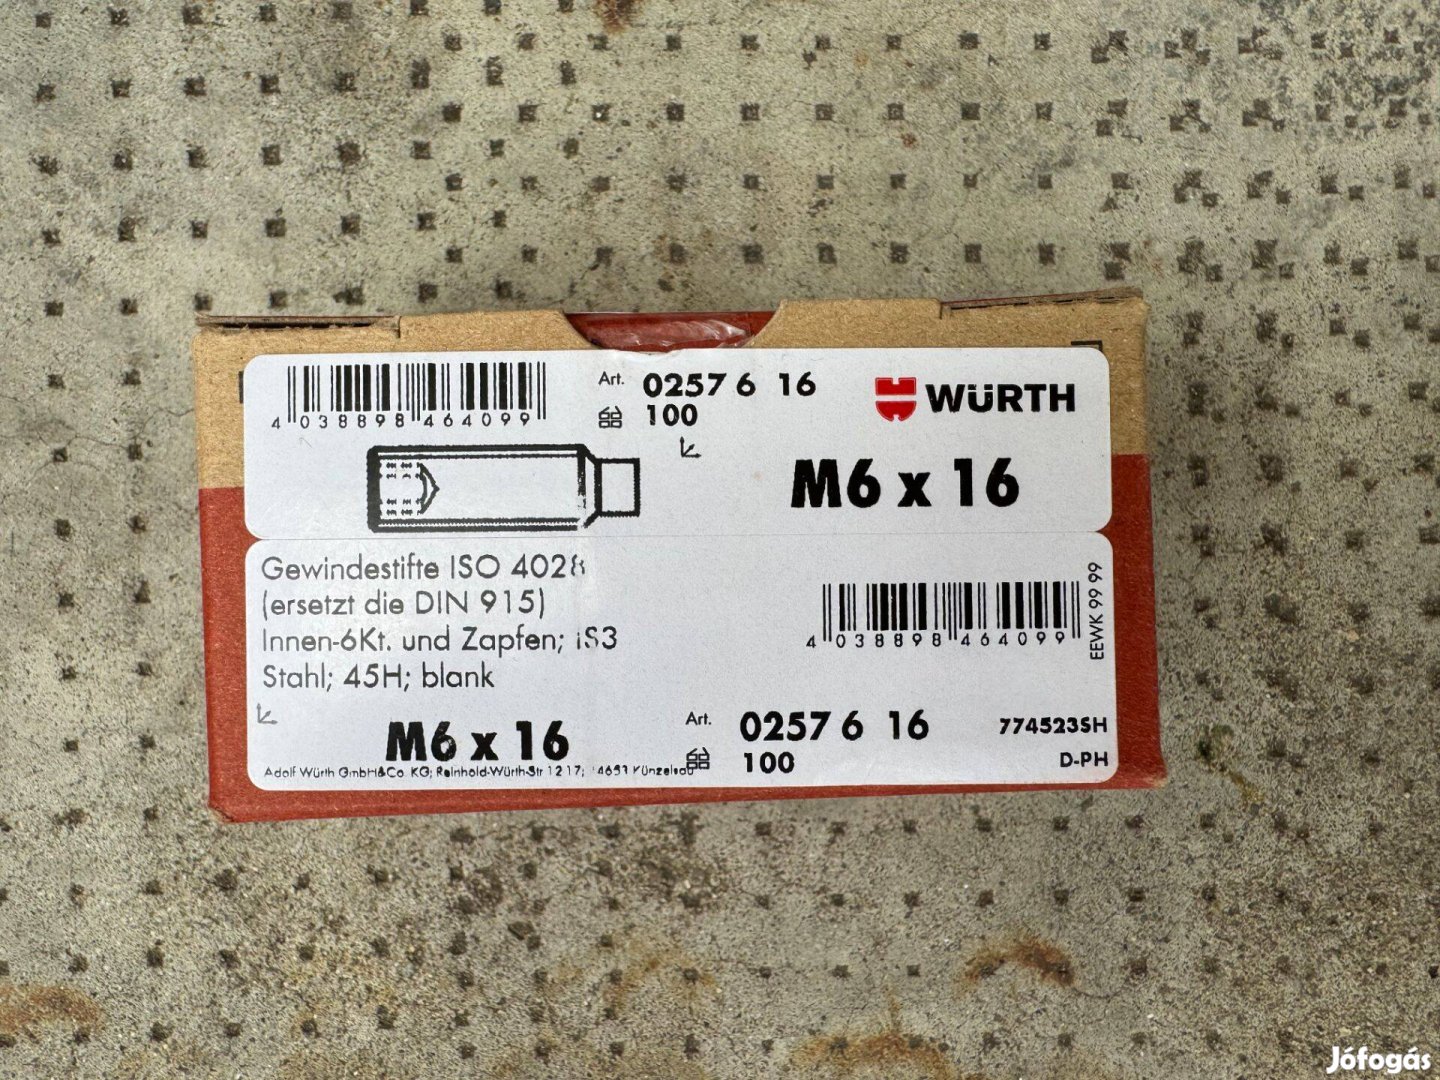 4 038898 464099
Art. 0257 6 16
100
WÜRTH
M6 x 16
Gewindestifte ISO 4028
(ersetzt die DIN 915)
Innen-6Kt. und Zapfen; iS3
Stahl; 45H; blank
4 038898 464099
EEWK 99 99
M6 x 16
Art. 0257 6 16
100
774523SH
D-PH
Adolf Würth GmbH&Co. KG; Reinhold-Würth-Str 12 17; Künzelsau
Jófogás